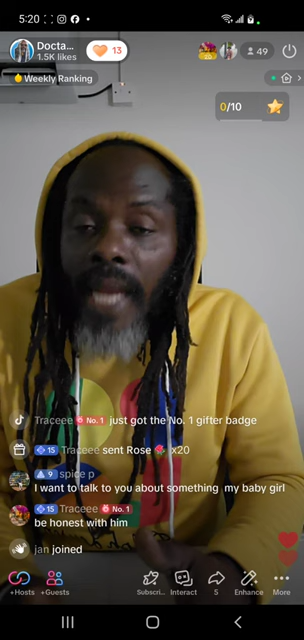 5:20
Docta...
1.5K likes
13
20
49
Weekly Ranking
0/10
Traceee No. 1 just got the No. 1 gifter badge
15 Traceee sent Rose x20
9 spice p
I want to talk to you about something my baby girl
15 Traceee No. 1
be honest with him
jan joined
+Hosts
+Guests
Subscri...
Interact
5
Enhance
More